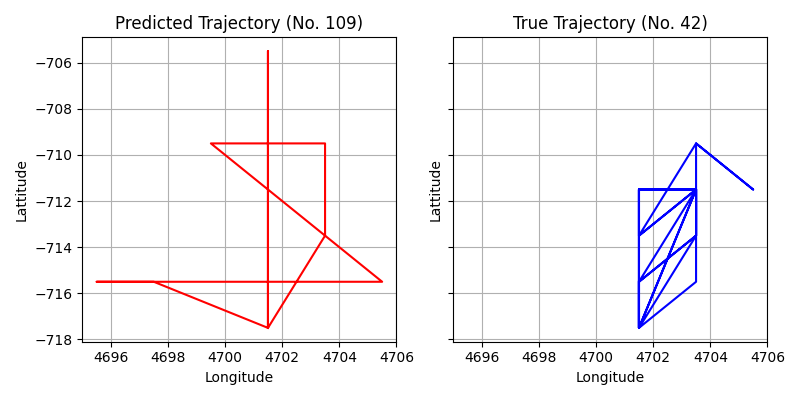 Predicted Trajectory (No. 109)
True Trajectory (No. 42)
−706
−708
−710
−712
−714
−716
−718
Lattitude
Lattitude
4696 4698 4700 4702 4704 4706
4696 4698 4700 4702 4704 4706
Longitude
Longitude